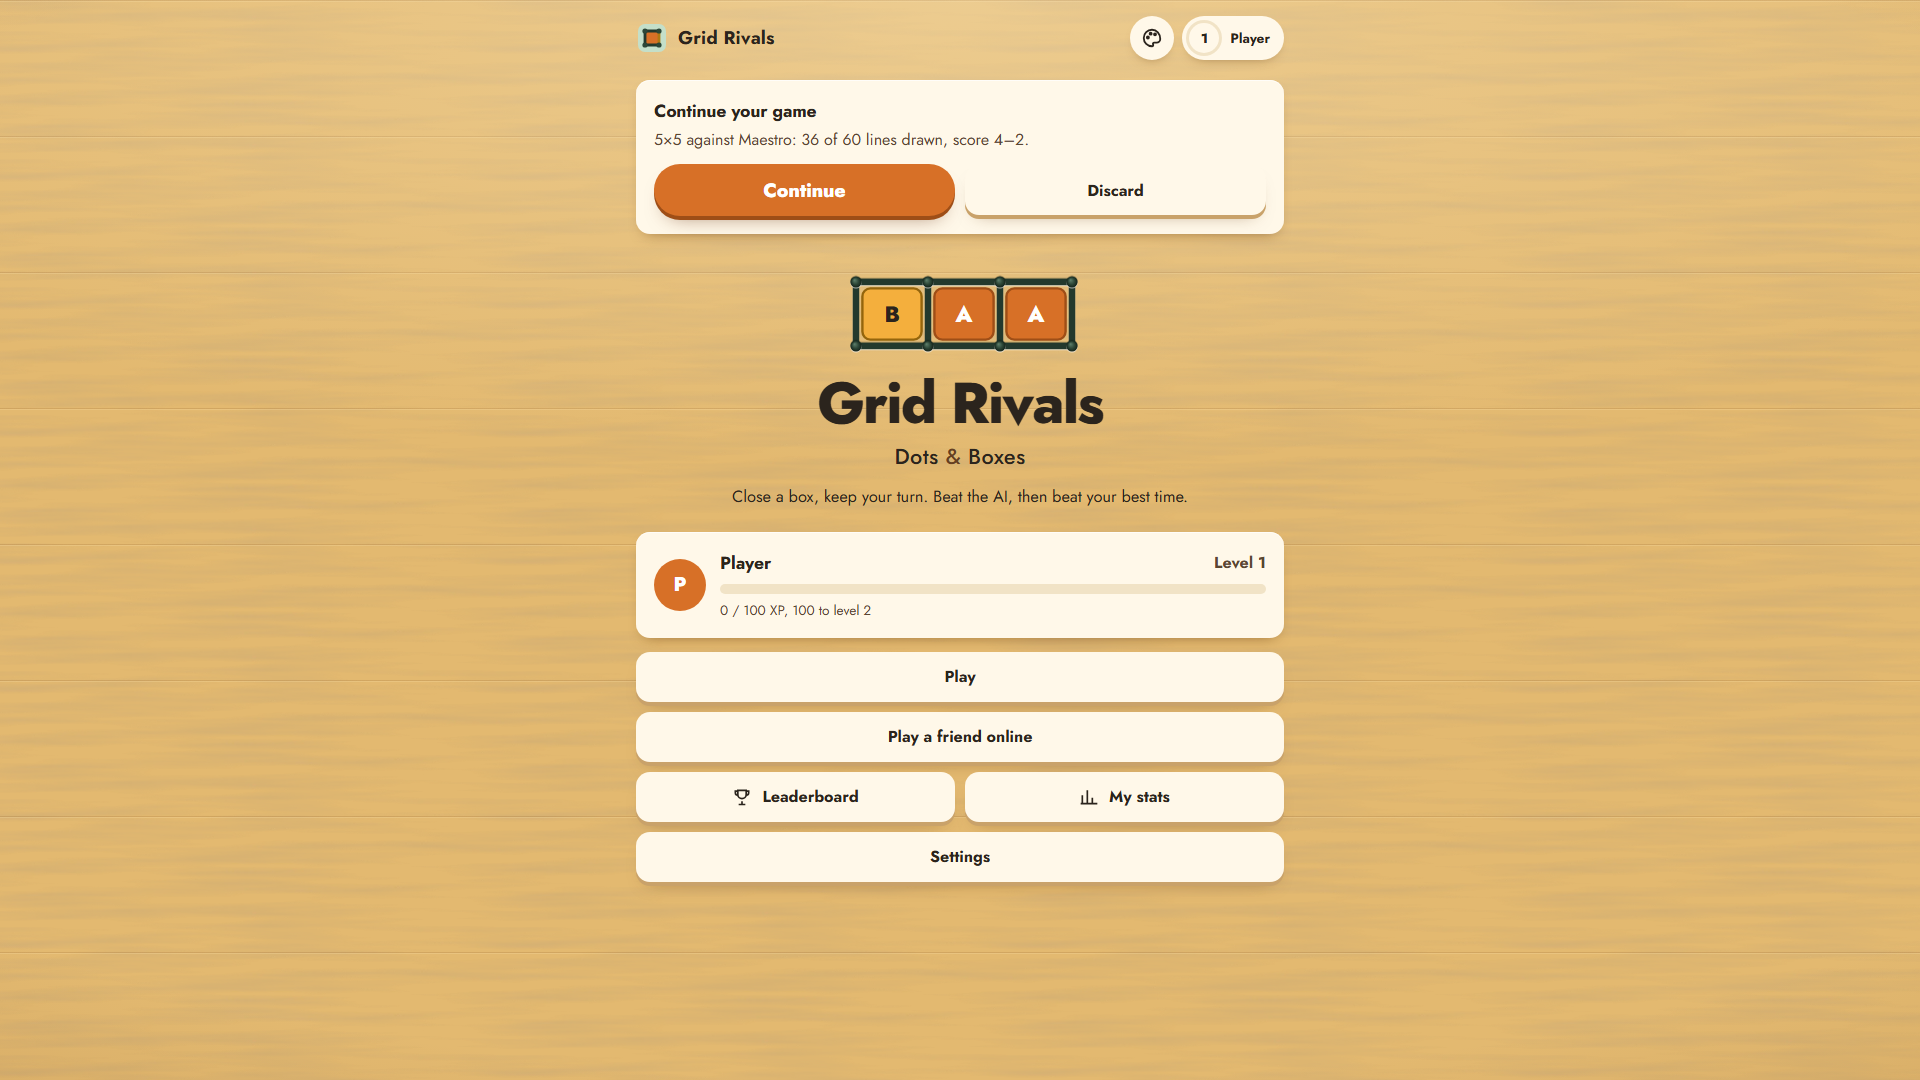 Grid Rivals
1 Player
Continue your game
5×5 against Maestro: 36 of 60 lines drawn, score 4–2.
Continue Discard
B A A
Grid Rivals
Dots & Boxes
Close a box, keep your turn. Beat the AI, then beat your best time.
P
Player Level 1
0 / 100 XP, 100 to level 2
Play
Play a friend online
Leaderboard My stats
Settings